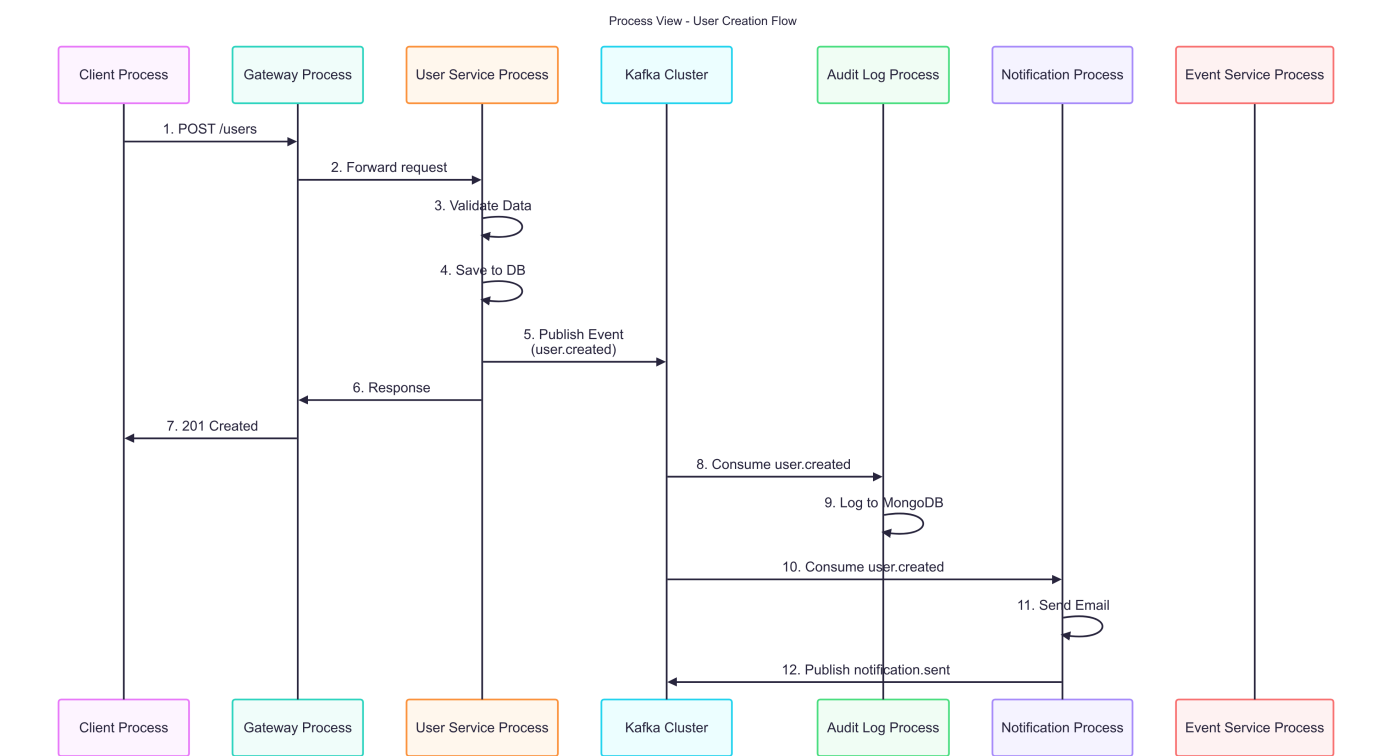 Process View - User Creation Flow
Client Process
Gateway Process
User Service Process
Kafka Cluster
Audit Log Process
Notification Process
Event Service Process
1. POST /users
2. Forward request
3. Validate Data
4. Save to DB
5. Publish Event
(user.created)
6. Response
7. 201 Created
8. Consume user.created
9. Log to MongoDB
10. Consume user.created
11. Send Email
12. Publish notification.sent
Client Process
Gateway Process
User Service Process
Kafka Cluster
Audit Log Process
Notification Process
Event Service Process